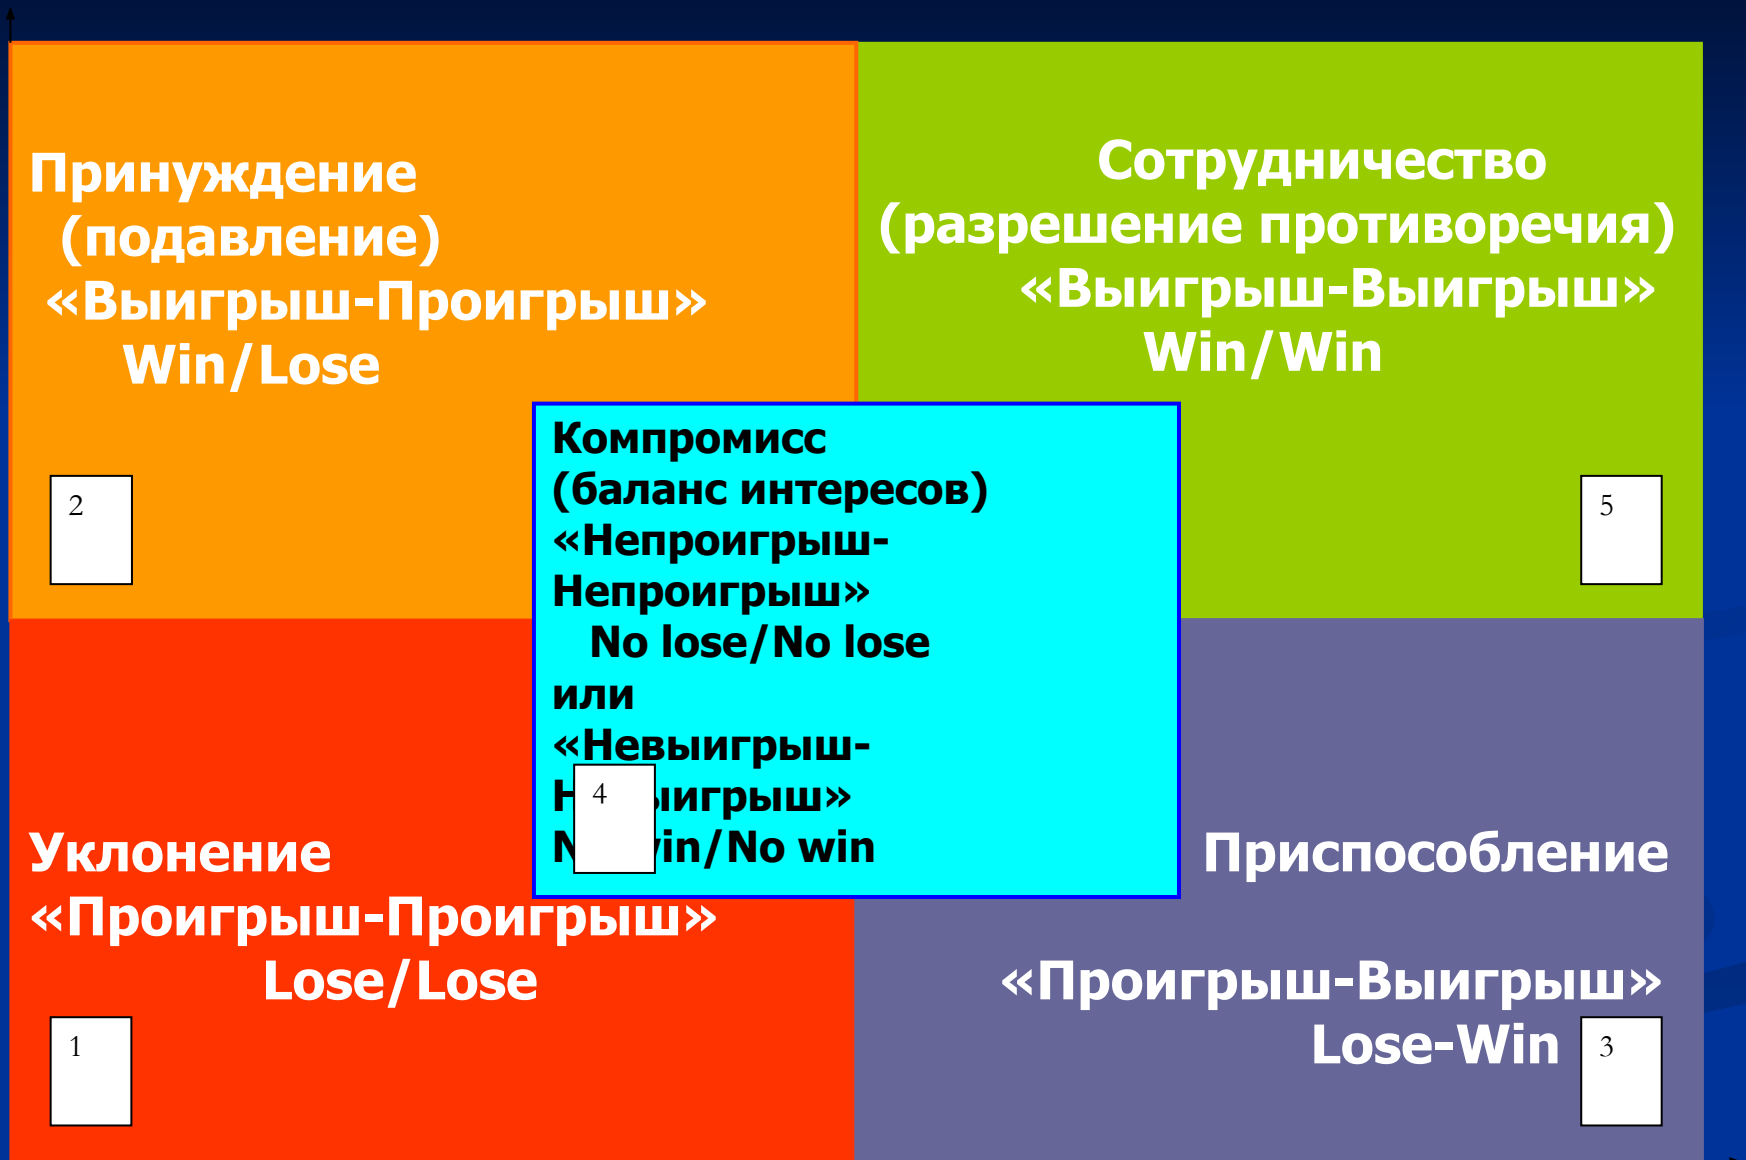 Принуждение
(подавление)
«Выигрыш-Проигрыш»
Win/Lose
2
Сотрудничество
(разрешение противоречия)
«Выигрыш-Выигрыш»
Win/Win
5
Компромисс
(баланс интересов)
«Непроигрыш-
Непроигрыш»
No lose/No lose
или
«Невыигрыш-
4
win/No win
Уклонение
«Проигрыш-Проигрыш»
Lose/Lose
1
Приспособление
«Проигрыш-Выигрыш»
Lose-Win
3